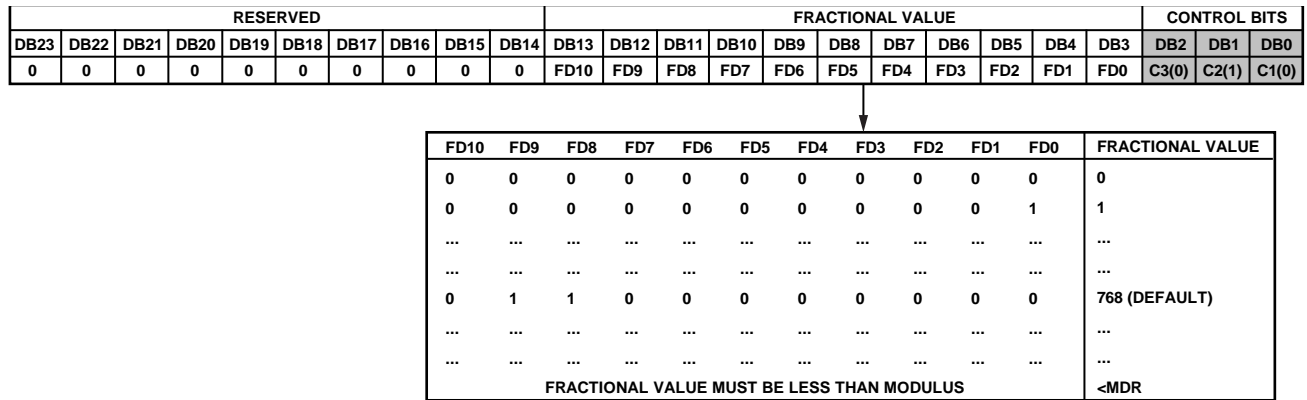 RESERVED FRACTIONAL VALUE CONTROL BITS
DB23 DB22 DB21 DB20 DB19 DB18 DB17 DB16 DB15 DB14 DB13 DB12 DB11 DB10 DB9 DB8 DB7 DB6 DB5 DB4 DB3 DB2 DB1 DB0
0 0 0 0 0 0 0 0 0 0 FD10 FD9 FD8 FD7 FD6 FD5 FD4 FD3 FD2 FD1 FD0 C3(0) C2(1) C1(0)
FD10 FD9 FD8 FD7 FD6 FD5 FD4 FD3 FD2 FD1 FD0 FRACTIONAL VALUE
0 0 0 0 0 0 0 0 0 0 0 0
0 0 0 0 0 0 0 0 0 0 1 1
... ... ... ... ... ... ... ... ... ... ... ...
... ... ... ... ... ... ... ... ... ... ... ...
0 1 1 0 0 0 0 0 0 0 0 768 (DEFAULT)
... ... ... ... ... ... ... ... ... ... ... ...
... ... ... ... ... ... ... ... ... ... ... ...
FRACTIONAL VALUE MUST BE LESS THAN MODULUS <MDR